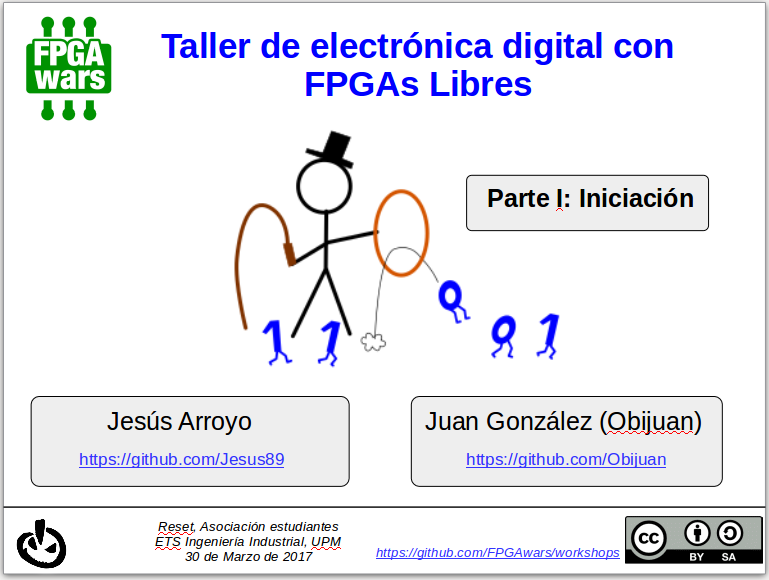 FPGA
wars
Taller de electrónica digital con
FPGAs Libres
Parte I: Iniciación
1 1 0 0 1
Jesús Arroyo
https://github.com/Jesus89
Juan González (Obijuan)
https://github.com/Obijuan
Reset, Asociación estudiantes
ETS Ingeniería Industrial, UPM
30 de Marzo de 2017
https://github.com/FPGAwars/workshops
cc
BY SA